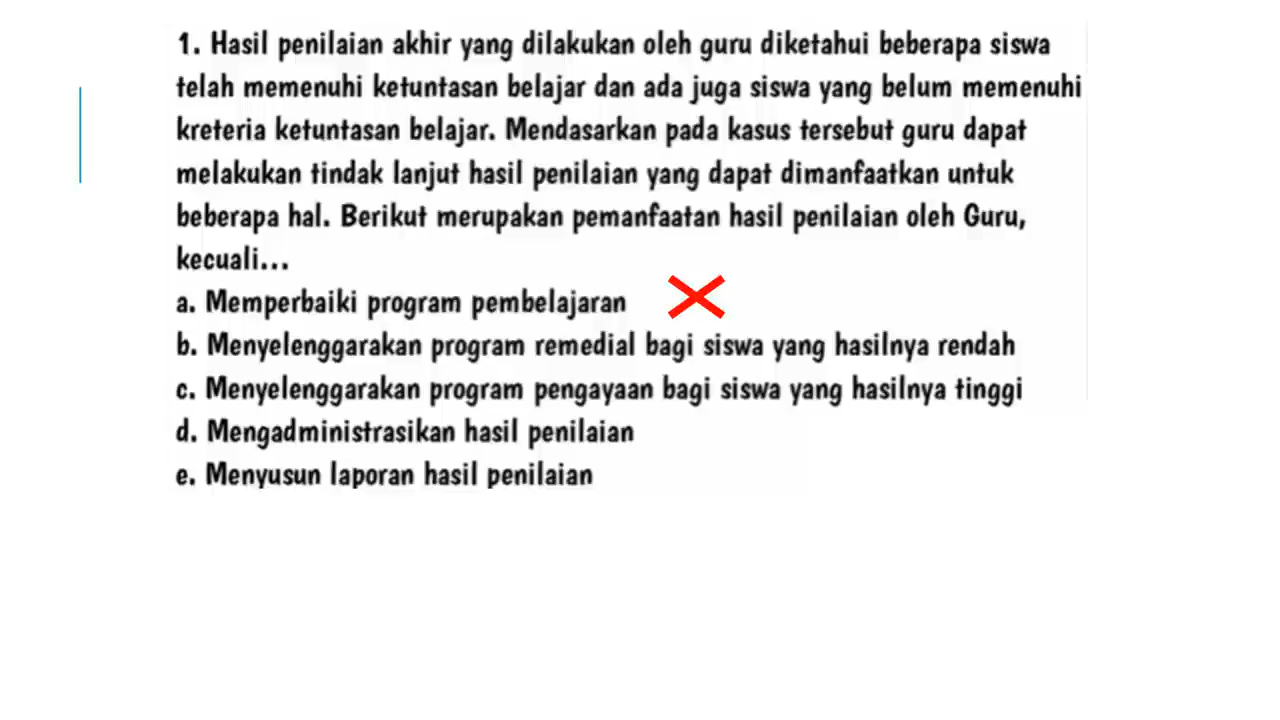 1. Hasil penilaian akhir yang dilakukan oleh guru diketahui beberapa siswa
telah memenuhi ketuntasan belajar dan ada juga siswa yang belum memenuhi
kreteria ketuntasan belajar. Mendasarkan pada kasus tersebut guru dapat
melakukan tindak lanjut hasil penilaian yang dapat dimanfaatkan untuk
beberapa hal. Berikut merupakan pemanfaatan hasil penilaian oleh Guru,
kecuali...
a. Memperbaiki program pembelajaran
b. Menyelenggarakan program remedial bagi siswa yang hasilnya rendah
c. Menyelenggarakan program pengayaan bagi siswa yang hasilnya tinggi
d. Mengadministrasikan hasil penilaian
e. Menyusun laporan hasil penilaian